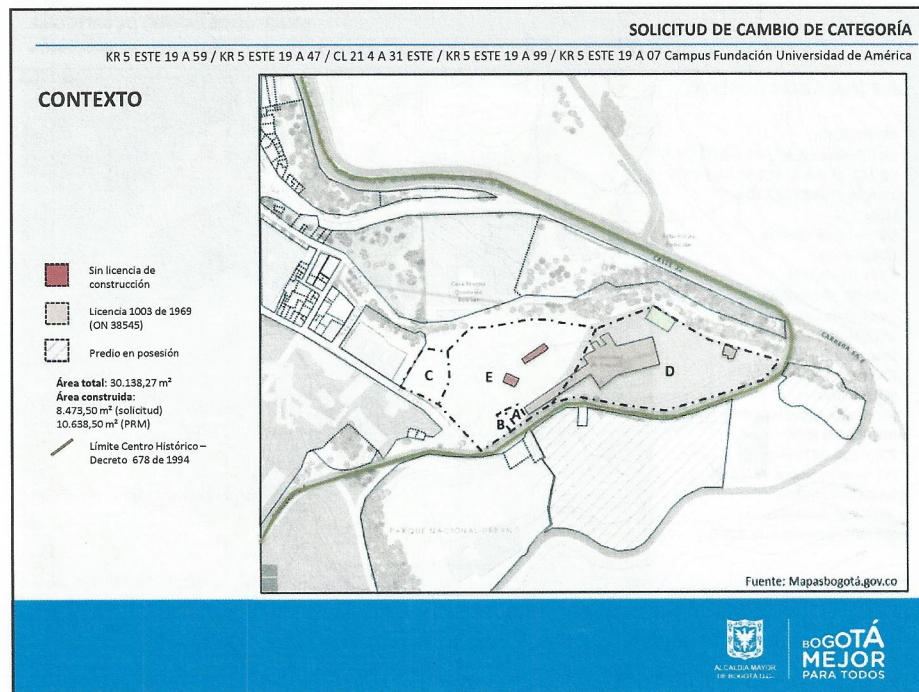 SOLICITUD DE CAMBIO DE CATEGORÍA
KR 5 ESTE 19 A 59 / KR 5 ESTE 19 A 47 / CL 21 4 A 31 ESTE / KR 5 ESTE 19 A 99 / KR 5 ESTE 19 A 07 Campus Fundación Universidad de América
CONTEXTO
Sin licencia de
construcción
Licencia 1003 de 1969
(ON 38545)
Predio en posesión
Área total: 30.138,27 m²
Área construida:
8.473,50 m² (solicitud)
10.638,50 m² (PRM)
Límite Centro Histórico –
Decreto 678 de 1994
CARRERA
C
E
D
A
B
PARQUE NACIONAL URBANO
Fuente: Mapasbogotá.gov.co
ALCALDÍA MAYOR
DE BOGOTÁ D.C.
BOGOTÁ
MEJOR
PARA TODOS